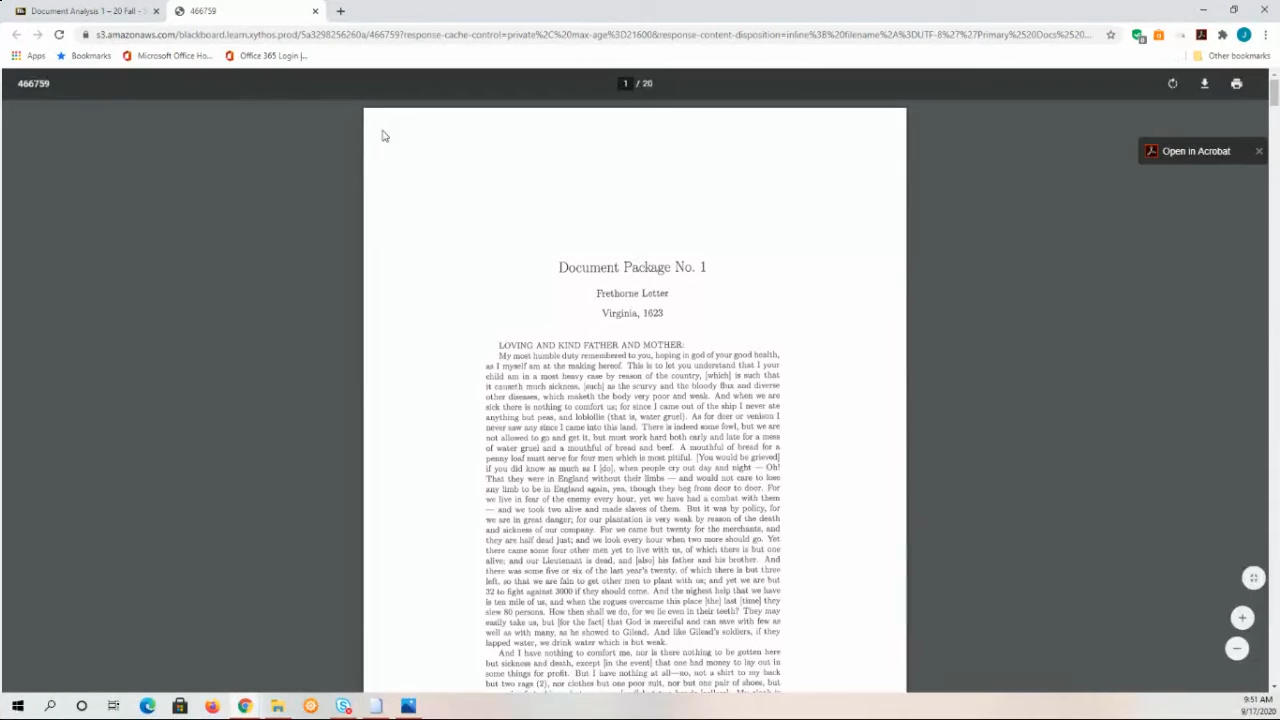 Document Analysis 1 – 20 Fall -
466759
s3.amazonaws.com/blackboard.learn.xythos.prod/5a3298256260a/466759?response-cache-control=private%2C%20max-age%3D21600&response-content-disposition=inline%3B%20filename%2A%3DUTF-8%27%27Primary%2520Docs%2520...
Apps
Bookmarks
Microsoft Office Ho...
Office 365 Login |...
Other bookmarks
466759
1 / 20
Open in Acrobat
Document Package No. 1
Frethorne Letter
Virginia, 1623
LOVING AND KIND FATHER AND MOTHER:
My most humble duty remembered to you, hoping in god of your good health,
as I myself am at the making hereof. This is to let you understand that I your
child am in a most heavy case by reason of the country, [which] is such that
it causeth much sickness, [such] as the scurvy and the bloody flux and diverse
other diseases, which maketh the body very poor and weak. And when we are
sick there is nothing to comfort us; for since I came out of the ship I never ate
anything but peas, and loblollie (that is, water gruel). As for deer or venison I
never saw any since I came into this land. There is indeed some fowl, but we are
not allowed to go and get it, but must work hard both early and late for a mess
of water gruel and a mouthful of bread and beef. A mouthful of bread for a
penny loaf must serve for four men which is most pitiful. [You would be grieved]
if you did know as much as I [do], when people cry out day and night — Oh!
That they were in England without their limbs — and would not care to lose
any limb to be in England again, yea, though they beg from door to door. For
we live in fear of the enemy every hour, yet we have had a combat with them
— and we took two alive and made slaves of them. But it was by policy, for
we are in great danger; for our plantation is very weak by reason of the death
and sickness of our company. For we came but twenty for the merchants, and
they are half dead just; and we look every hour when two more should go. Yet
there came some four other men yet to live with us, of which there is but one
alive; and our Lieutenant is dead, and [also] his father and his brother. And
there was some five or six of the last year's twenty, of which there is but three
left, so that we are fain to get other men to plant with us; and yet we are but
32 to fight against 3000 if they should come. And the nighest help that we have
is ten mile of us, and when the rogues overcame this place [the] last [time] they
slew 80 persons. How then shall we do, for we lie even in their teeth? They may
easily take us, but [for the fact] that God is merciful and can save with few as
well as with many, as he showed to Gilead. And like Gilead's soldiers, if they
lapped water, we drink water which is but weak.
And I have nothing to comfort me, nor is there nothing to be gotten here
but sickness and death, except [in the event] that one had money to lay out in
some things for profit. But I have nothing at all—no, not a shirt to my back
but two rags (2), nor clothes but one poor suit, nor but one pair of shoes, but
9:51 AM
9/17/2020